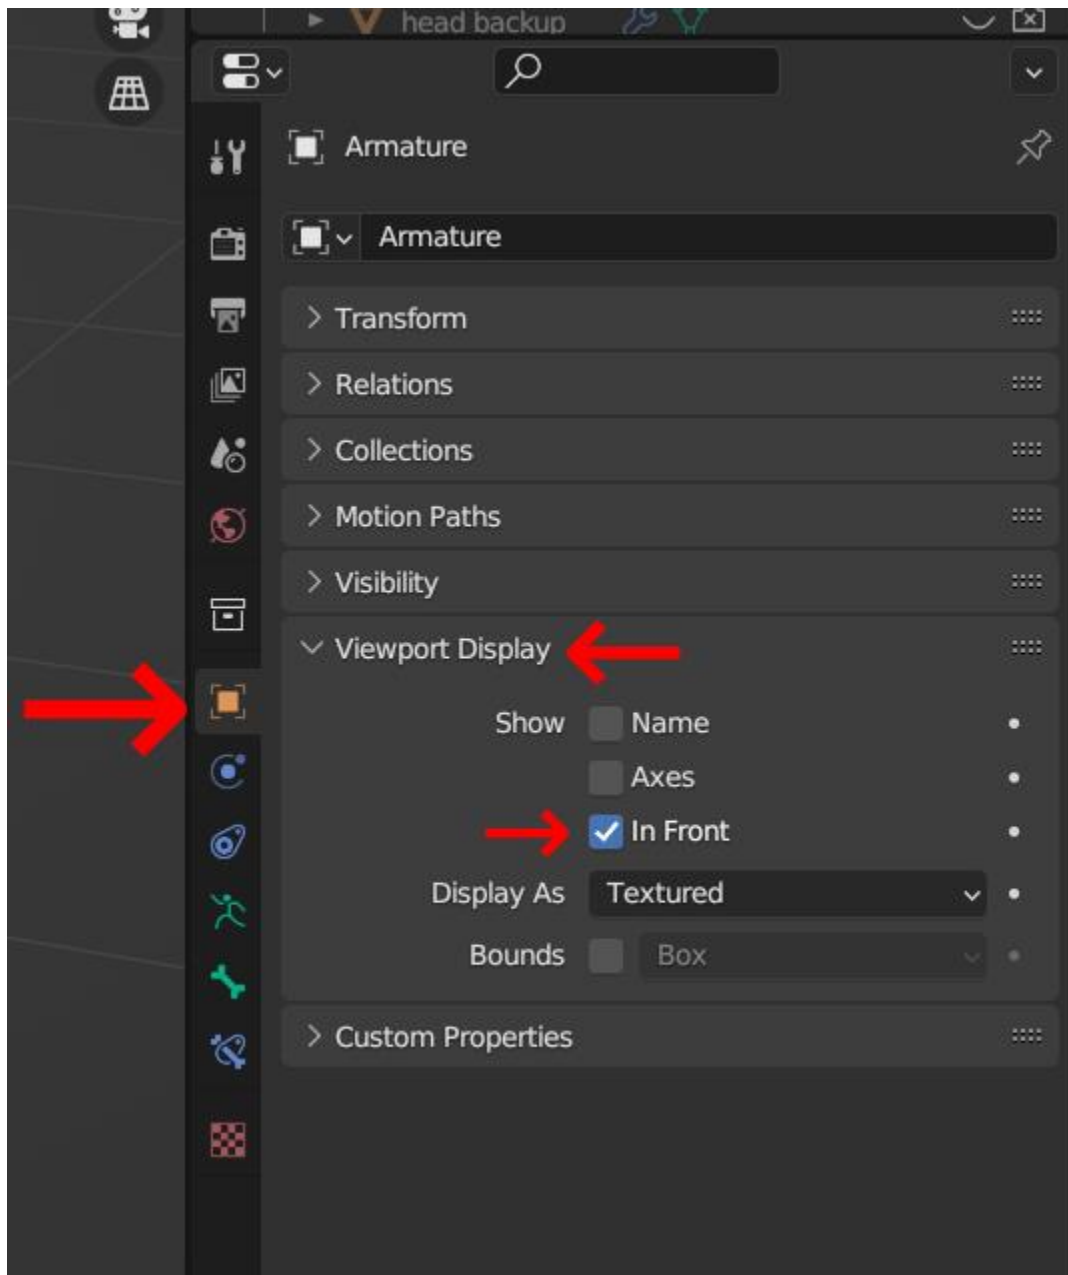 head backup
Armature
Armature
Transform
Relations
Collections
Motion Paths
Visibility
Viewport Display
Show Name
Axes
In Front
Display As Textured
Bounds Box
Custom Properties